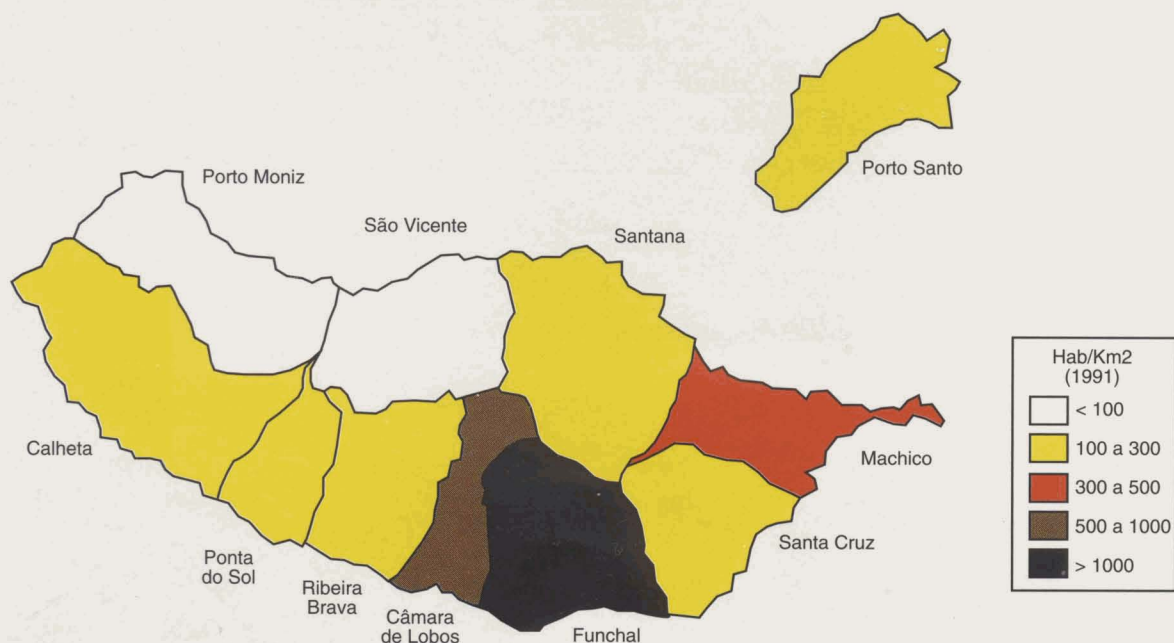 Porto Santo
Porto Moniz
São Vicente
Santana
Calheta
Machico
Santa Cruz
Ponta
do Sol
Ribeira
Brava
Câmara
de Lobos
Funchal
Hab/Km2
(1991)
< 100
100 a 300
300 a 500
500 a 1000
> 1000